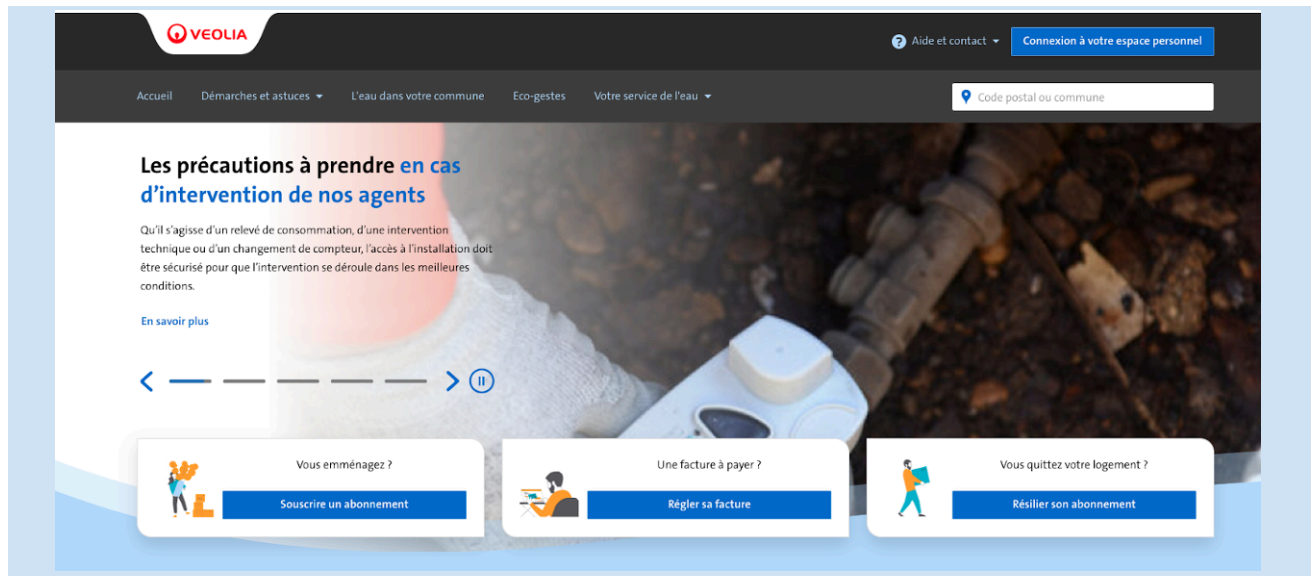 VEOLIA
Aide et contact
Connexion à votre espace personnel
Accueil
Démarches et astuces
L'eau dans votre commune
Eco-gestes
Votre service de l'eau
Code postal ou commune
Les précautions à prendre en cas
d'intervention de nos agents
Qu'il s'agisse d'un relevé de consommation, d'une intervention
technique ou d'un changement de compteur, l'accès à l'installation doit
être sécurisé pour que l'intervention se déroule dans les meilleures
conditions.
En savoir plus
Vous emménagez ?
Souscrire un abonnement
Une facture à payer ?
Régler sa facture
Vous quittez votre logement ?
Résilier son abonnement